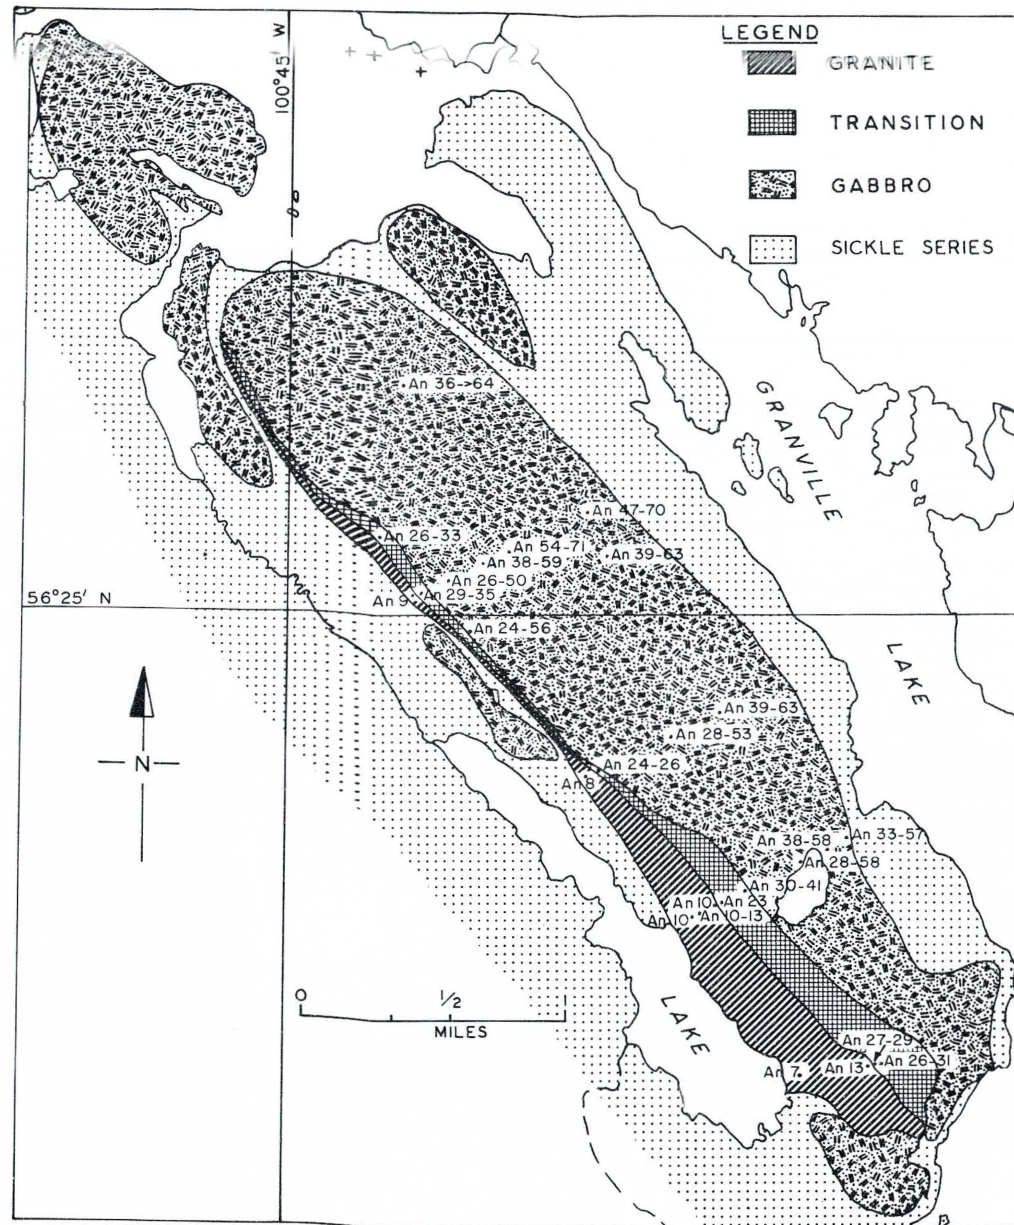 LEGEND
GRANITE
TRANSITION
GABBRO
SICKLE SERIES
100°45' W
An 36->64
GRANVILLE
An 47-70
An 26-33
An 54-71
An 39-63
An 38-59
An 26-50
An 29-35
An 9
56°25' N
An 24-56
LAKE
An 39-63
An 28-53
N
An 24-26
An 8
An 33-57
An 38-58
An 28-58
An 30-41
An 10
An 23
An 10
An 10-13
0 1/2
MILES
LAKE
An 27-29
An 26-31
An 13
An 7